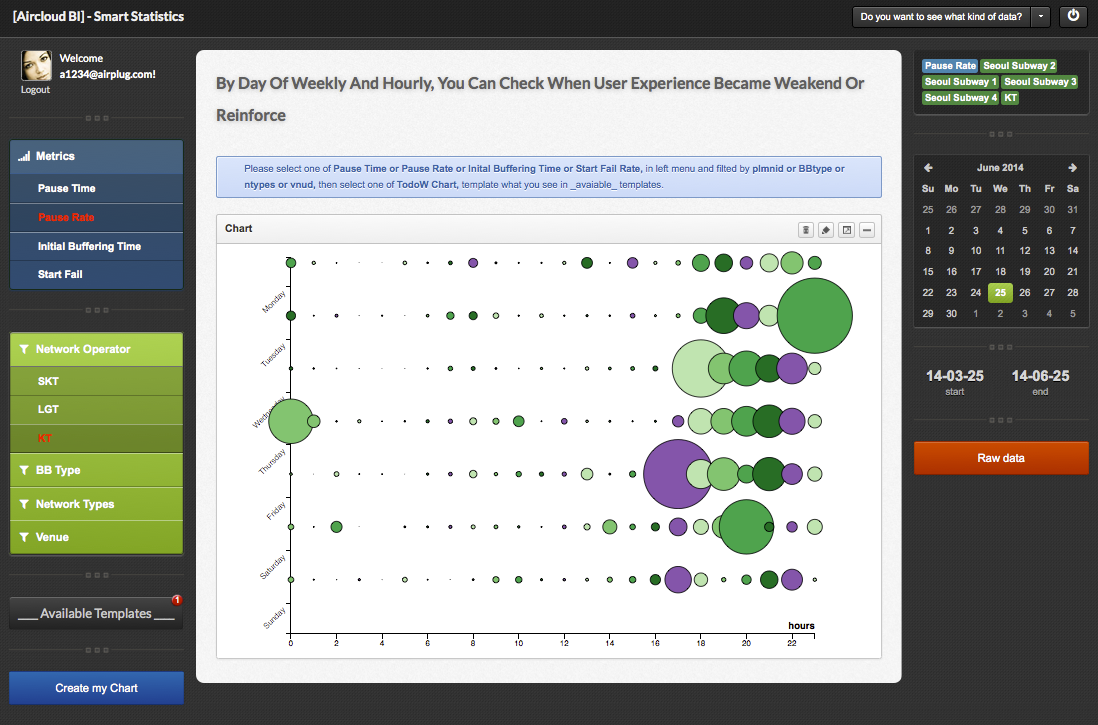 [Aircloud BI] - Smart Statistics
Do you want to see what kind of data?
Welcome
a1234@airplug.com!
Logout
Metrics
Pause Time
Pause Rate
Initial Buffering Time
Start Fail
Network Operator
SKT
LGT
KT
BB Type
Network Types
Venue
___ Available Templates ___
1
Create my Chart
By Day Of Weekly And Hourly, You Can Check When User Experience Became Weakend Or
Reinforce
Please select one of Pause Time or Pause Rate or Inital Buffering Time or Start Fail Rate, in left menu and filted by plmnid or BBtype or
ntypes or vnud, then select one of TodoW Chart, template what you see in _avaiable_ templates.
Chart
Monday
Tuesday
Wednesday
Thursday
Friday
Saturday
Sunday
hours
0 2 4 6 8 10 12 14 16 18 20 22
Pause Rate Seoul Subway 2
Seoul Subway 1 Seoul Subway 3
Seoul Subway 4 KT
June 2014
Su Mo Tu We Th Fr Sa
25 26 27 28 29 30 31
1 2 3 4 5 6 7
8 9 10 11 12 13 14
15 16 17 18 19 20 21
22 23 24 25 26 27 28
29 30 1 2 3 4 5
14-03-25 14-06-25
start end
Raw data